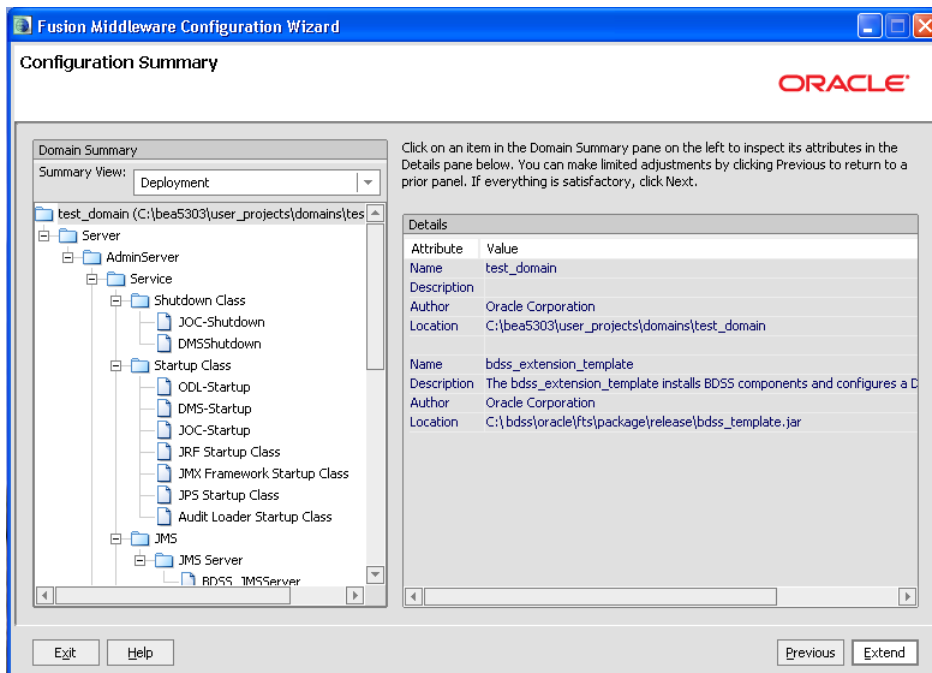 Fusion Middleware Configuration Wizard
Configuration Summary
ORACLE
Domain Summary
Summary View:
Deployment
test_domain (C:\bea5303\user_projects\domains\tes
Server
AdminServer
Service
Shutdown Class
JOC-Shutdown
DMSShutdown
Startup Class
ODL-Startup
DMS-Startup
JOC-Startup
JRF Startup Class
JMX Framework Startup Class
JPS Startup Class
Audit Loader Startup Class
JMS
JMS Server
BDSS_JMSServer
Click on an item in the Domain Summary pane on the left to inspect its attributes in the
Details pane below. You can make limited adjustments by clicking Previous to return to a
prior panel. If everything is satisfactory, click Next.
Details
Attribute Value
Name test_domain
Description
Author Oracle Corporation
Location C:\bea5303\user_projects\domains\test_domain
Name bdss_extension_template
Description The bdss_extension_template installs BDSS components and configures a D
Author Oracle Corporation
Location C:\bdss\oracle\fts\package\release\bdss_template.jar
Exit
Help
Previous
Extend